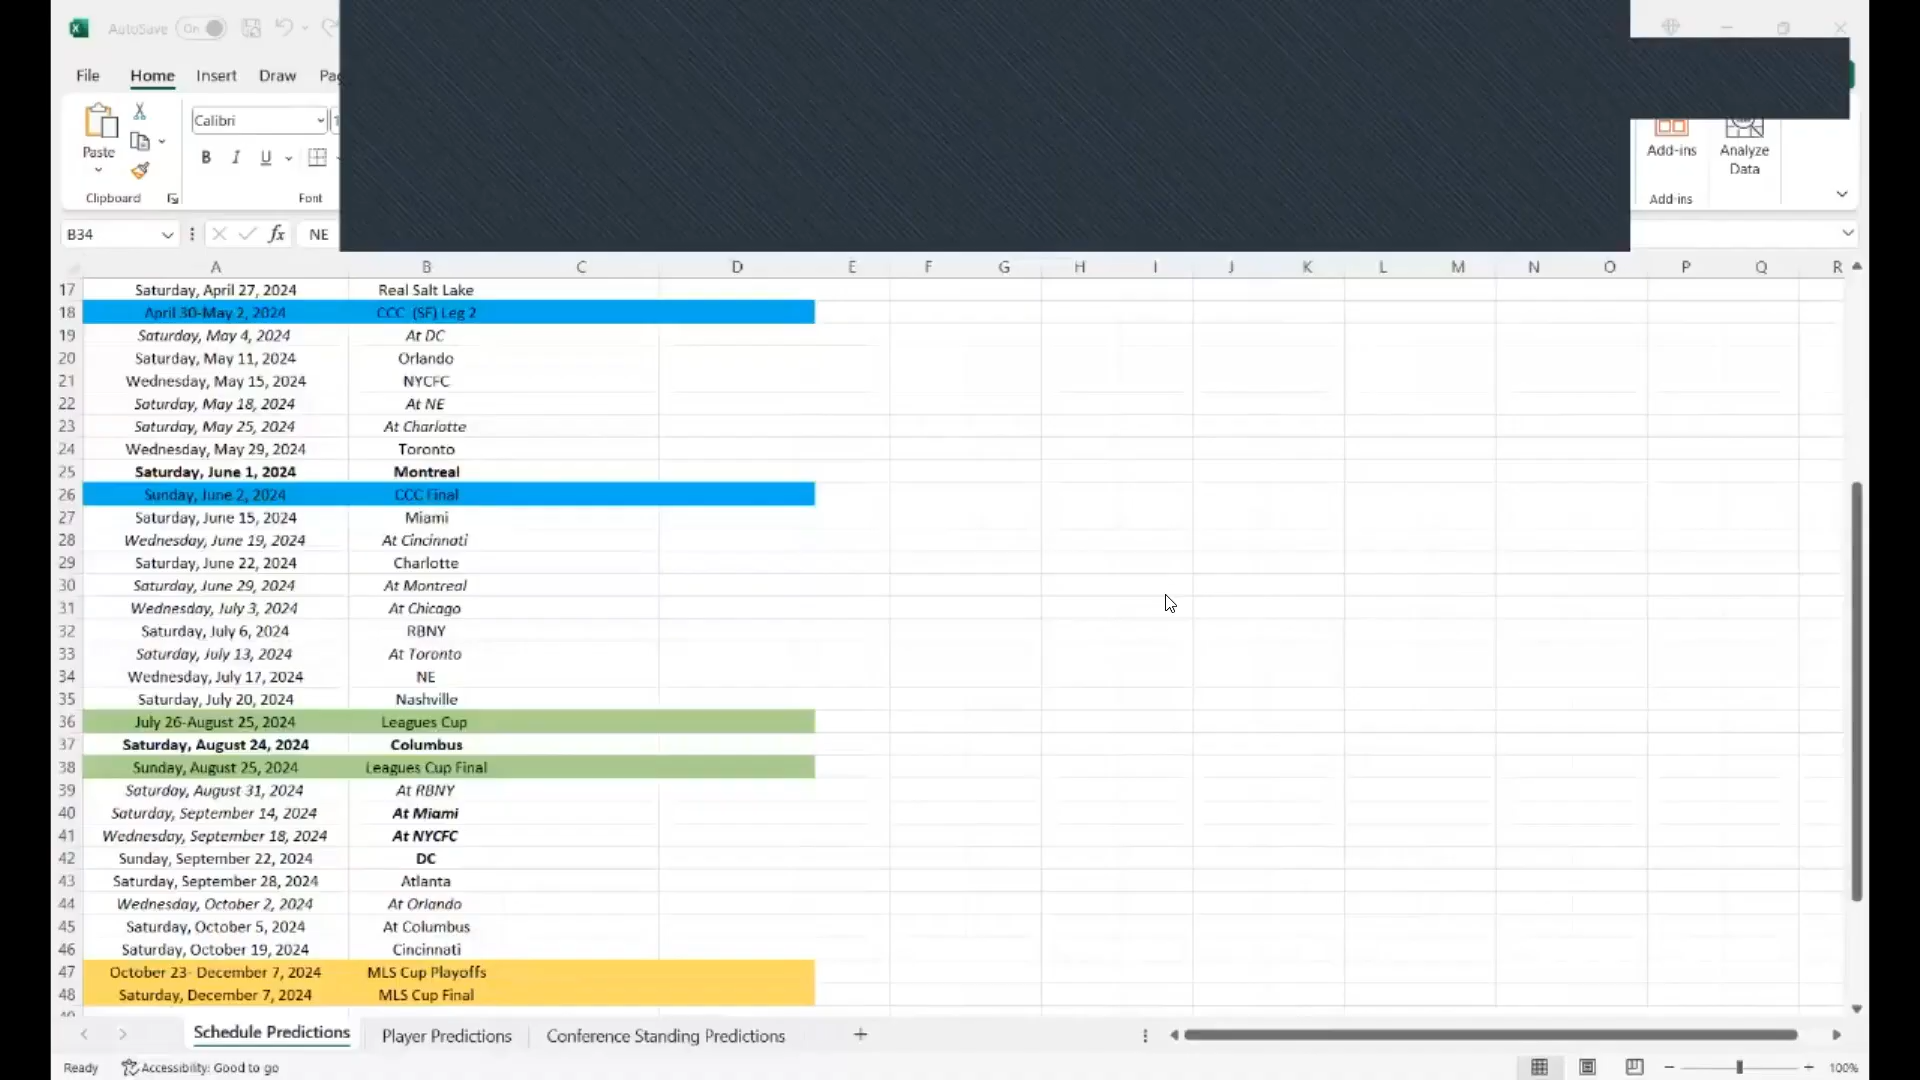 AutoSave On
File Home Insert Draw
Paste
Clipboard
Calibri
B I U
Font
Add-ins
Analyze Data
Add-ins
B34 fx NE
A B C D E F G H I J K L M N O P Q R
17 Saturday, April 27, 2024 Real Salt Lake
18 April 30-May 2, 2024 CCC (SF) Leg 2
19 Saturday, May 4, 2024 At DC
20 Saturday, May 11, 2024 Orlando
21 Wednesday, May 15, 2024 NYCFC
22 Saturday, May 18, 2024 At NE
23 Saturday, May 25, 2024 At Charlotte
24 Wednesday, May 29, 2024 Toronto
25 Saturday, June 1, 2024 Montreal
26 Sunday, June 2, 2024 CCC Final
27 Saturday, June 15, 2024 Miami
28 Wednesday, June 19, 2024 At Cincinnati
29 Saturday, June 22, 2024 Charlotte
30 Saturday, June 29, 2024 At Montreal
31 Wednesday, July 3, 2024 At Chicago
32 Saturday, July 6, 2024 RBNY
33 Saturday, July 13, 2024 At Toronto
34 Wednesday, July 17, 2024 NE
35 Saturday, July 20, 2024 Nashville
36 July 26-August 25, 2024 Leagues Cup
37 Saturday, August 24, 2024 Columbus
38 Sunday, August 25, 2024 Leagues Cup Final
39 Saturday, August 31, 2024 At RBNY
40 Saturday, September 14, 2024 At Miami
41 Wednesday, September 18, 2024 At NYCFC
42 Sunday, September 22, 2024 DC
43 Saturday, September 28, 2024 Atlanta
44 Wednesday, October 2, 2024 At Orlando
45 Saturday, October 5, 2024 At Columbus
46 Saturday, October 19, 2024 Cincinnati
47 October 23- December 7, 2024 MLS Cup Playoffs
48 Saturday, December 7, 2024 MLS Cup Final
Schedule Predictions Player Predictions Conference Standing Predictions
Ready Accessibility: Good to go 100%